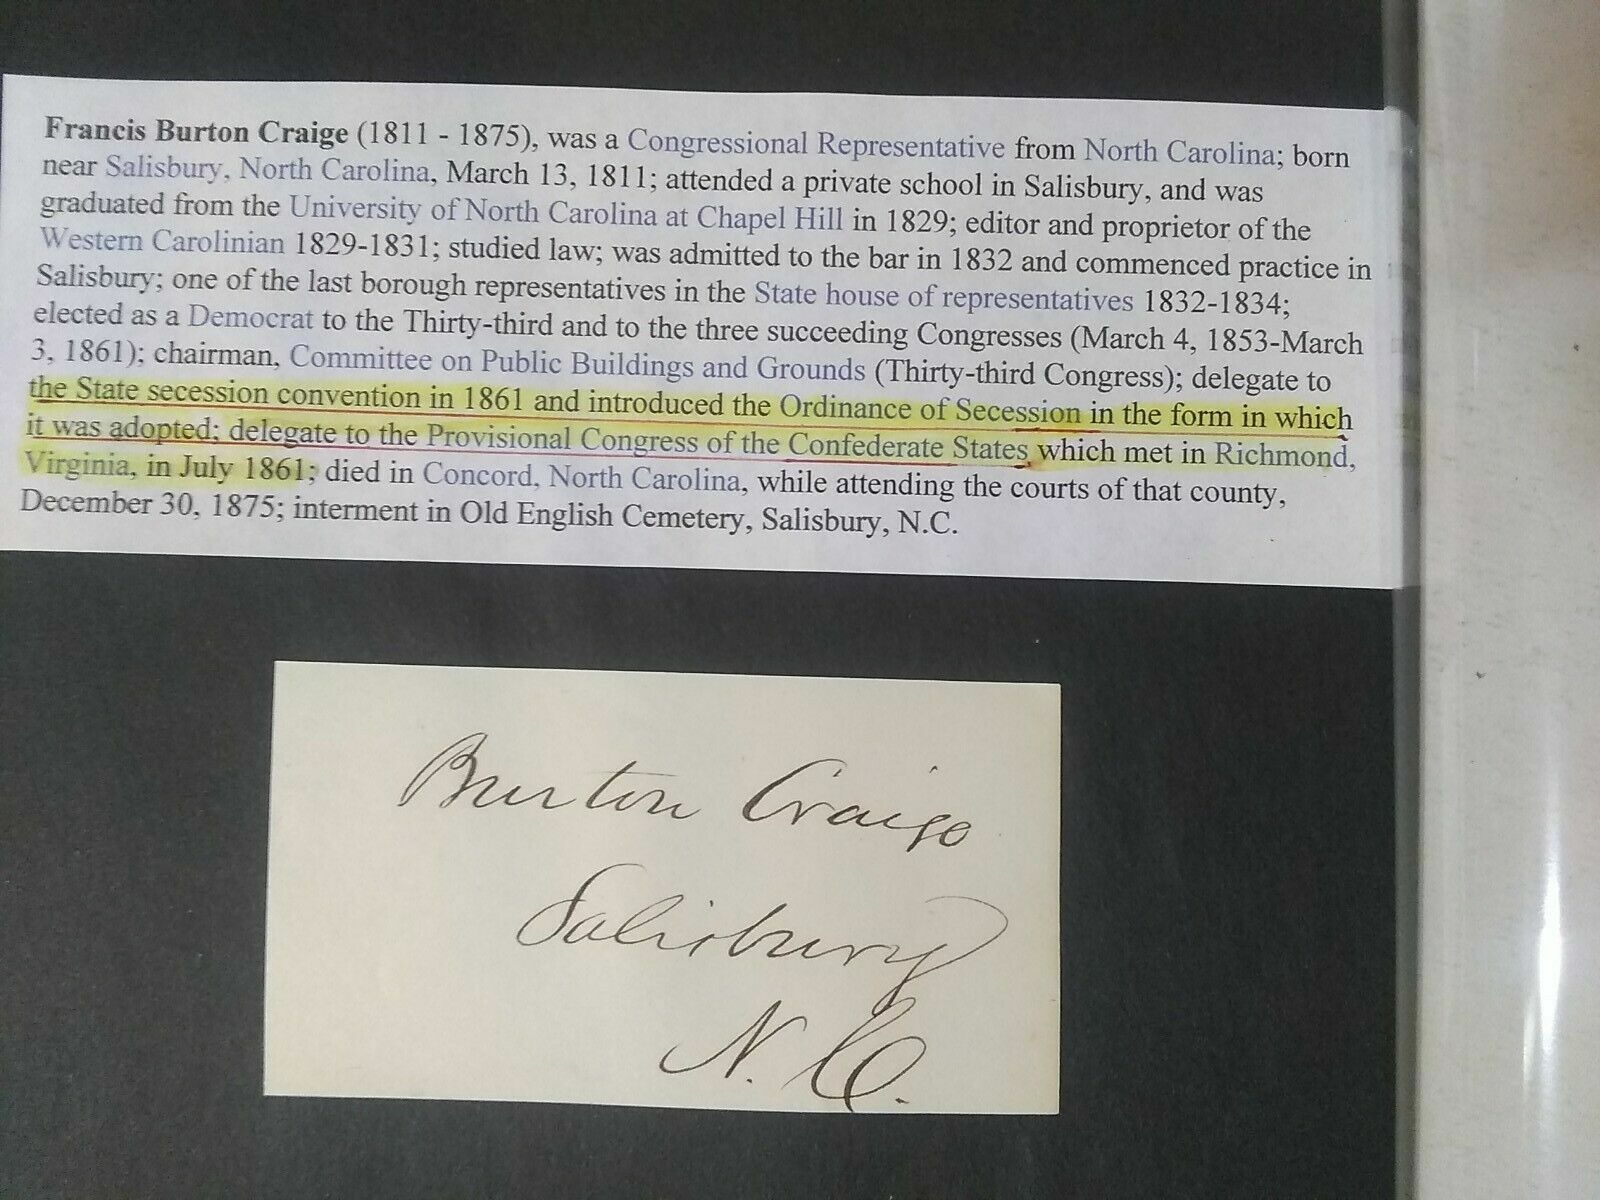 Francis Burton Craige (1811 - 1875), was a Congressional Representative from North Carolina; born
near Salisbury, North Carolina, March 13, 1811; attended a private school in Salisbury, and was
graduated from the University of North Carolina at Chapel Hill in 1829; editor and proprietor of the
Western Carolinian 1829-1831; studied law; was admitted to the bar in 1832 and commenced practice in
Salisbury; one of the last borough representatives in the State house of representatives 1832-1834;
elected as a Democrat to the Thirty-third and to the three succeeding Congresses (March 4, 1853-March
3, 1861); chairman, Committee on Public Buildings and Grounds (Thirty-third Congress); delegate to
the State secession convention in 1861 and introduced the Ordinance of Secession in the form in which
it was adopted; delegate to the Provisional Congress of the Confederate States, which met in Richmond,
Virginia, in July 1861; died in Concord, North Carolina, while attending the courts of that county,
December 30, 1875; interment in Old English Cemetery, Salisbury, N.C.
Burton Craige
Salisbury
N. C.